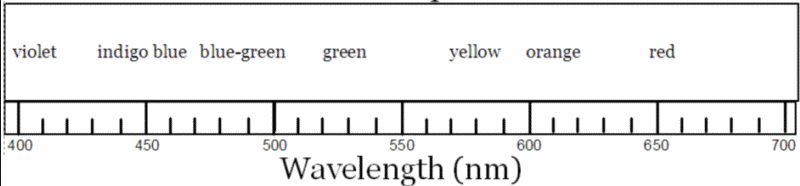 violet indigo blue blue-green green yellow orange red
400 450 500 550 600 650 700
Wavelength (nm)